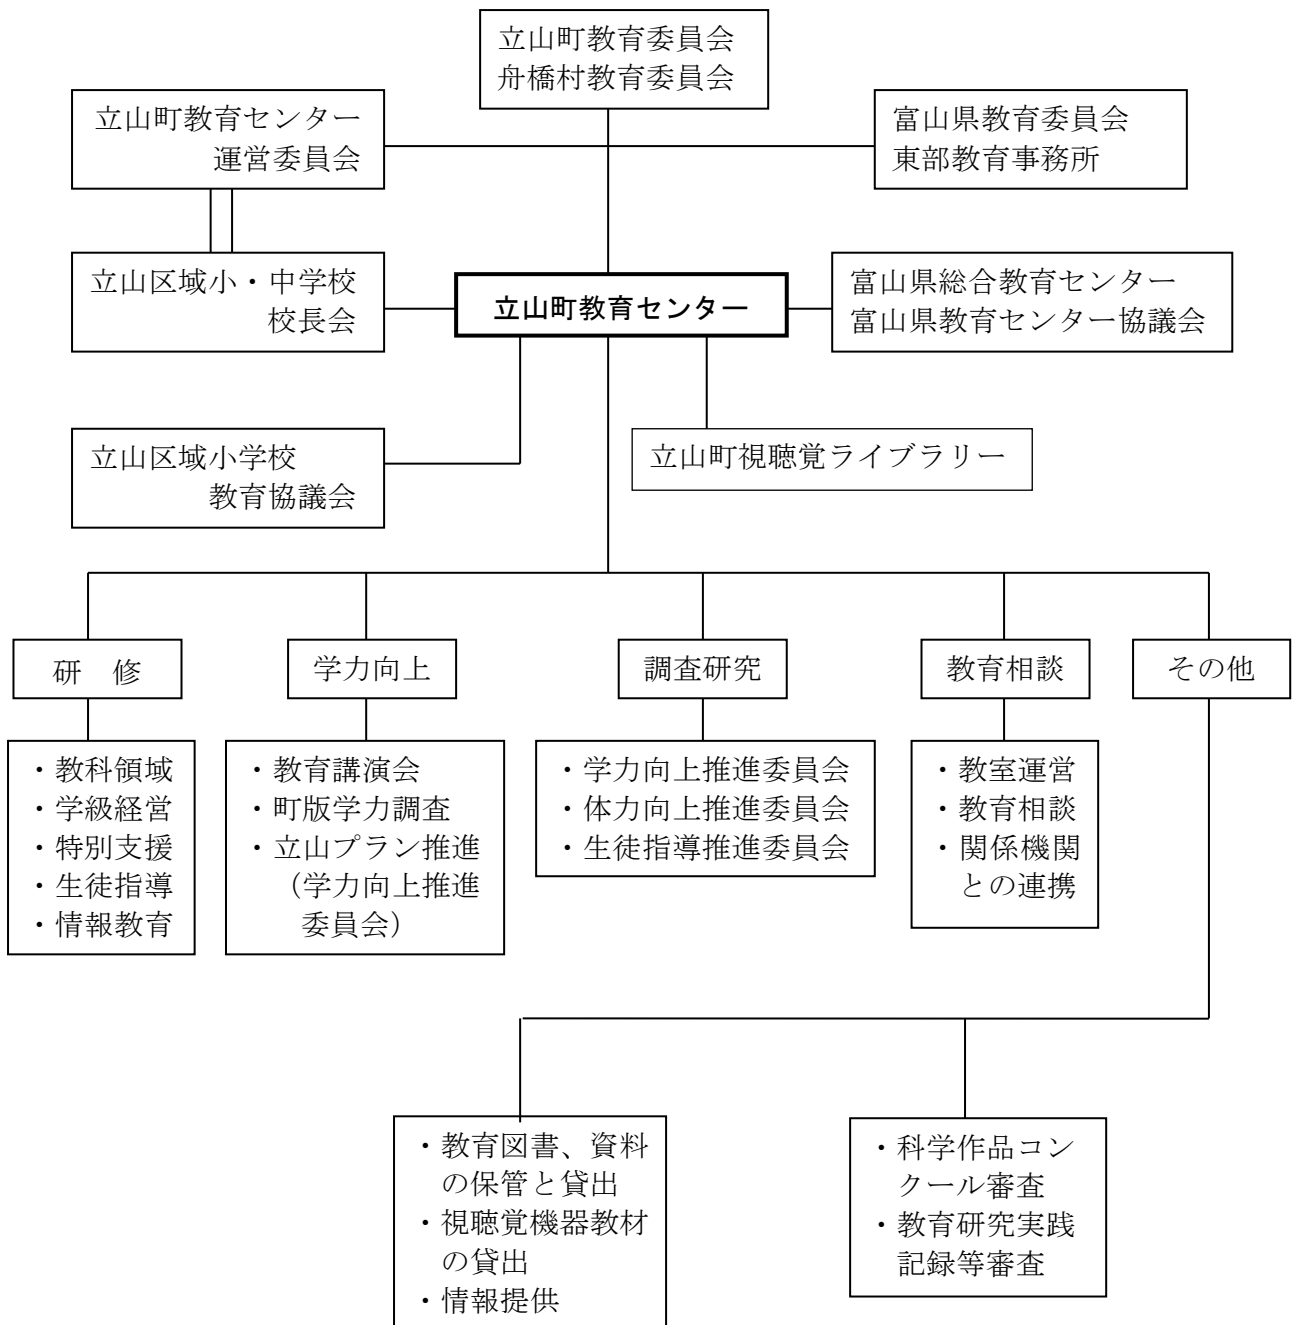 立山町教育委員会
舟橋村教育委員会
立山町教育センター
運営委員会
富山県教育委員会
東部教育事務所
立山区域小・中学校
校長会
立山町教育センター
富山県総合教育センター
富山県教育センター協議会
立山区域小学校
教育協議会
立山町視聴覚ライブラリー
研　修
学力向上
調査研究
教育相談
その他
・教科領域
・学級経営
・特別支援
・生徒指導
・情報教育
・教育講演会
・町版学力調査
・立山プラン推進
（学力向上推進
委員会）
・学力向上推進委員会
・体力向上推進委員会
・生徒指導推進委員会
・教室運営
・教育相談
・関係機関
との連携
・教育図書、資料
の保管と貸出
・視聴覚機器教材
の貸出
・情報提供
・科学作品コン
クール審査
・教育研究実践
記録等審査